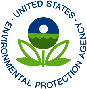 UNITED STATES
ENVIRONMENTAL PROTECTION AGENCY